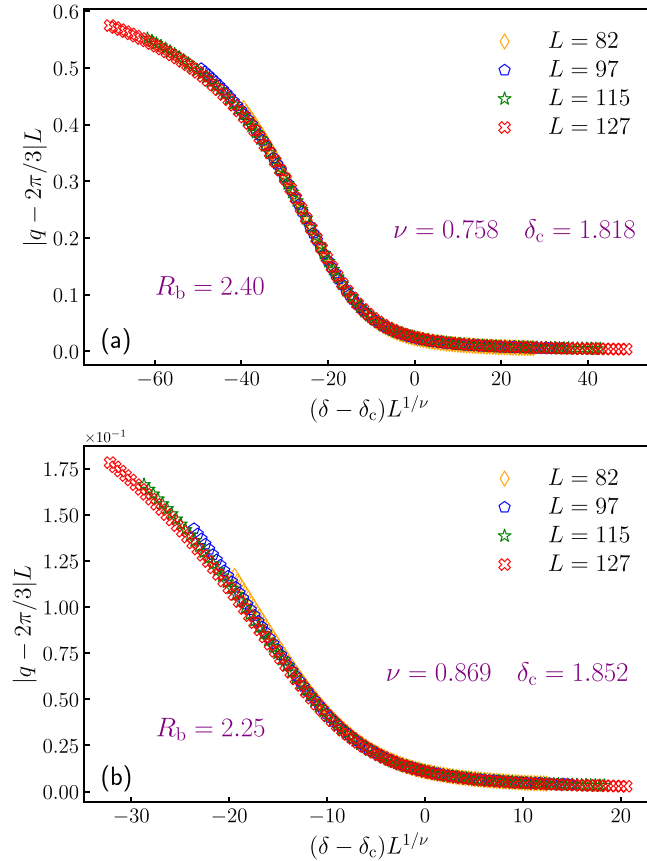 0.6
0.5
0.4
0.3
0.2
0.1
0.0
|q − 2π/3|L
L = 82
L = 97
L = 115
L = 127
ν = 0.758 δc = 1.818
Rb = 2.40
(a)
−60 −40 −20 0 20 40
(δ − δc)L^{1/ν}
×10^{−1}
1.75
1.50
1.25
1.00
0.75
0.50
0.25
0.00
|q − 2π/3|L
L = 82
L = 97
L = 115
L = 127
ν = 0.869 δc = 1.852
Rb = 2.25
(b)
−30 −20 −10 0 10 20
(δ − δc)L^{1/ν}